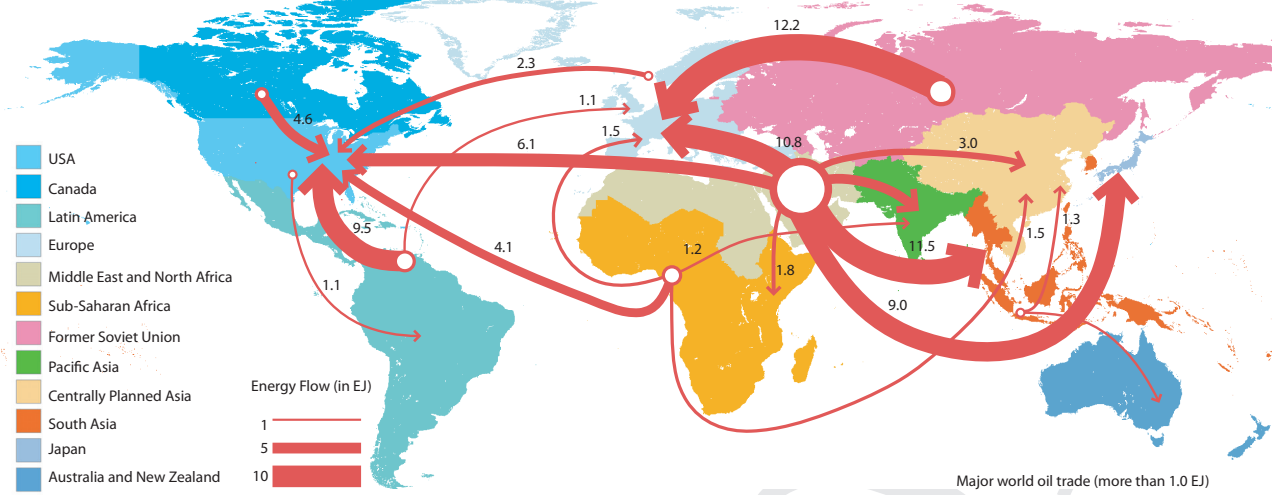 12.2
2.3
1.1
4.6
1.5
6.1
10.8
3.0
USA
Canada
Latin America
Europe
Middle East and North Africa
Sub-Saharan Africa
Former Soviet Union
Pacific Asia
Centrally Planned Asia
South Asia
Japan
Australia and New Zealand
9.5
4.1
1.2
11.5
1.5
1.3
1.1
1.8
9.0
Energy Flow (in EJ)
1
5
10
Major world oil trade (more than 1.0 EJ)